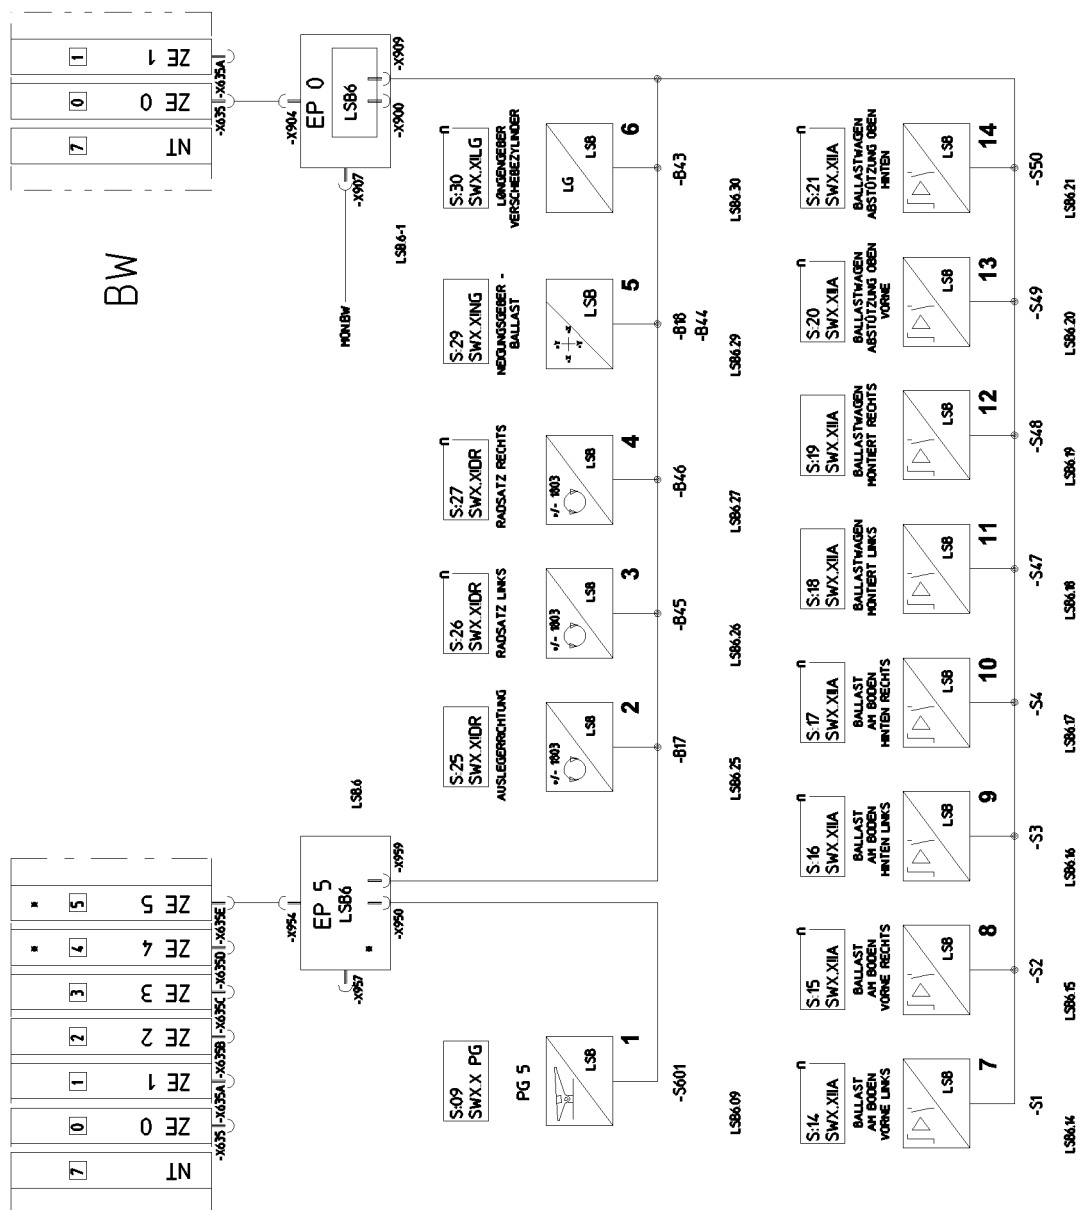 NT 7
ZE 0 0
ZE 1 1
ZE 2 2
ZE 3 3
ZE 4 4 *
ZE 5 5 *
-X635
-X635A
-X635B
-X635C
-X635D
-X635E
-X954
EP 5
LSB6
*
-X957
-X950
-X959
LSB.6
BW
NT 7
ZE 0 0
ZE 1 1
-X635
-X635A
-X904
EP 0
LSB6
-X907
-X900
-X909
MON.BW
LSB.6-1
S:09
SWX.X PG
PG 5
LSB
1
-S601
LSB6.09
S:25
SWX.XIDR
AUSLEGERRICHTUNG
+/- 1803
LSB
2
-B17
LSB6.25
n
S:26
SWX.XIDR
RADSATZ LINKS
+/- 1803
LSB
3
-B45
LSB6.26
n
S:27
SWX.XIDR
RADSATZ RECHTS
+/- 1803
LSB
4
-B46
LSB6.27
S:29
SWX.XING
NEIGUNGSGEBER -
BALLAST
LSB
5
-B18
-B44
LSB6.29
n
S:30
SWX.XILG
LØNGENGEBER
VERSCHIEBEZYLINDER
LG
LSB
6
-B43
LSB6.30
n
S:14
SWX.XIIA
BALLAST
AM BODEN
VORNE LINKS
LSB
7
-S1
LSB6.14
n
S:15
SWX.XIIA
BALLAST
AM BODEN
VORNE RECHTS
LSB
8
-S2
LSB6.15
n
S:16
SWX.XIIA
BALLAST
AM BODEN
HINTEN LINKS
LSB
9
-S3
LSB6.16
n
S:17
SWX.XIIA
BALLAST
AM BODEN
HINTEN RECHTS
LSB
10
-S4
LSB6.17
S:18
SWX.XIIA
BALLASTWAGEN
MONTIERT LINKS
LSB
11
-S47
LSB6.18
S:19
SWX.XIIA
BALLASTWAGEN
MONTIERT RECHTS
LSB
12
-S48
LSB6.19
n
S:20
SWX.XIIA
BALLASTWAGEN
ABSTÓTZUNG OBEN
VORNE
LSB
13
-S49
LSB6.20
n
S:21
SWX.XIIA
BALLASTWAGEN
ABSTÓTZUNG OBEN
HINTEN
LSB
14
-S50
LSB6.21